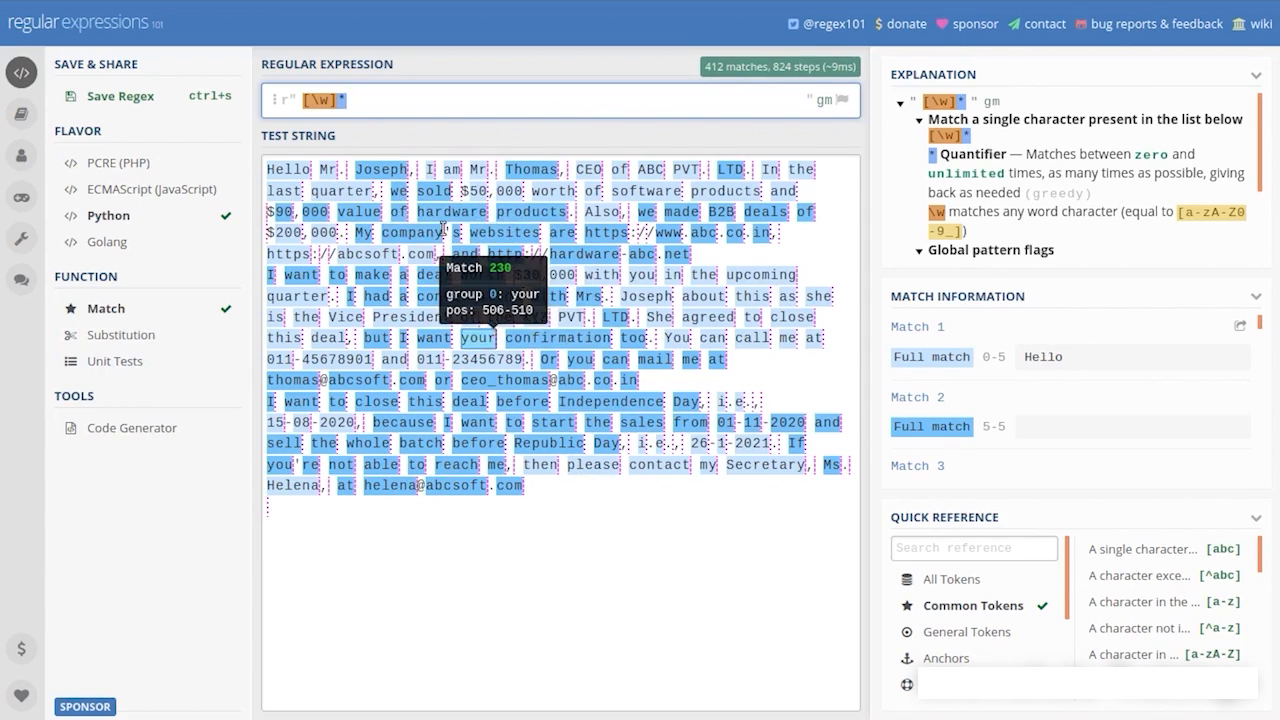 regular expressions 101
@regex101 donate sponsor contact bug reports & feedback wiki
SAVE & SHARE
Save Regex ctrl+s
FLAVOR
PCRE (PHP)
ECMAScript (JavaScript)
Python
Golang
FUNCTION
Match
Substitution
Unit Tests
TOOLS
Code Generator
SPONSOR
REGULAR EXPRESSION
412 matches, 824 steps (~9ms)
r" [\w]* " gm
TEST STRING
Hello Mr. Joseph, I am Mr. Thomas, CEO of ABC PVT. LTD. In the
last quarter, we sold $50,000 worth of software products and
$90,000 value of hardware products. Also, we made B2B deals of
$200,000. My company's websites are https://www.abc.co.in,
https://abcsoft.com, and http://hardware-abc.net
I want to make a deal worth $30,000 with you in the upcoming
quarter. I had a con th Mrs. Joseph about this as she
is the Vice President PVT. LTD. She agreed to close
this deal, but I want your confirmation too. You can call me at
011-45678901 and 011-23456789. Or you can mail me at
thomas@abcsoft.com or ceo_thomas@abc.co.in
I want to close this deal before Independence Day, i.e.,
15-08-2020, because I want to start the sales from 01-11-2020 and
sell the whole batch before Republic Day, i.e., 26-1-2021. If
you're not able to reach me, then please contact my Secretary, Ms.
Helena, at helena@abcsoft.com
Match 230
group 0: your
pos: 506-510
EXPLANATION
" [\w]* " gm
Match a single character present in the list below
[\w]*
* Quantifier — Matches between zero and
unlimited times, as many times as possible, giving
back as needed (greedy)
\w matches any word character (equal to [a-zA-Z0
-9_])
Global pattern flags
MATCH INFORMATION
Match 1
Full match 0-5 Hello
Match 2
Full match 5-5
Match 3
QUICK REFERENCE
Search reference
All Tokens
Common Tokens
General Tokens
Anchors
A single character... [abc]
A character exce... [^abc]
A character in the ... [a-z]
A character not i... [^a-z]
A character in ... [a-zA-Z]